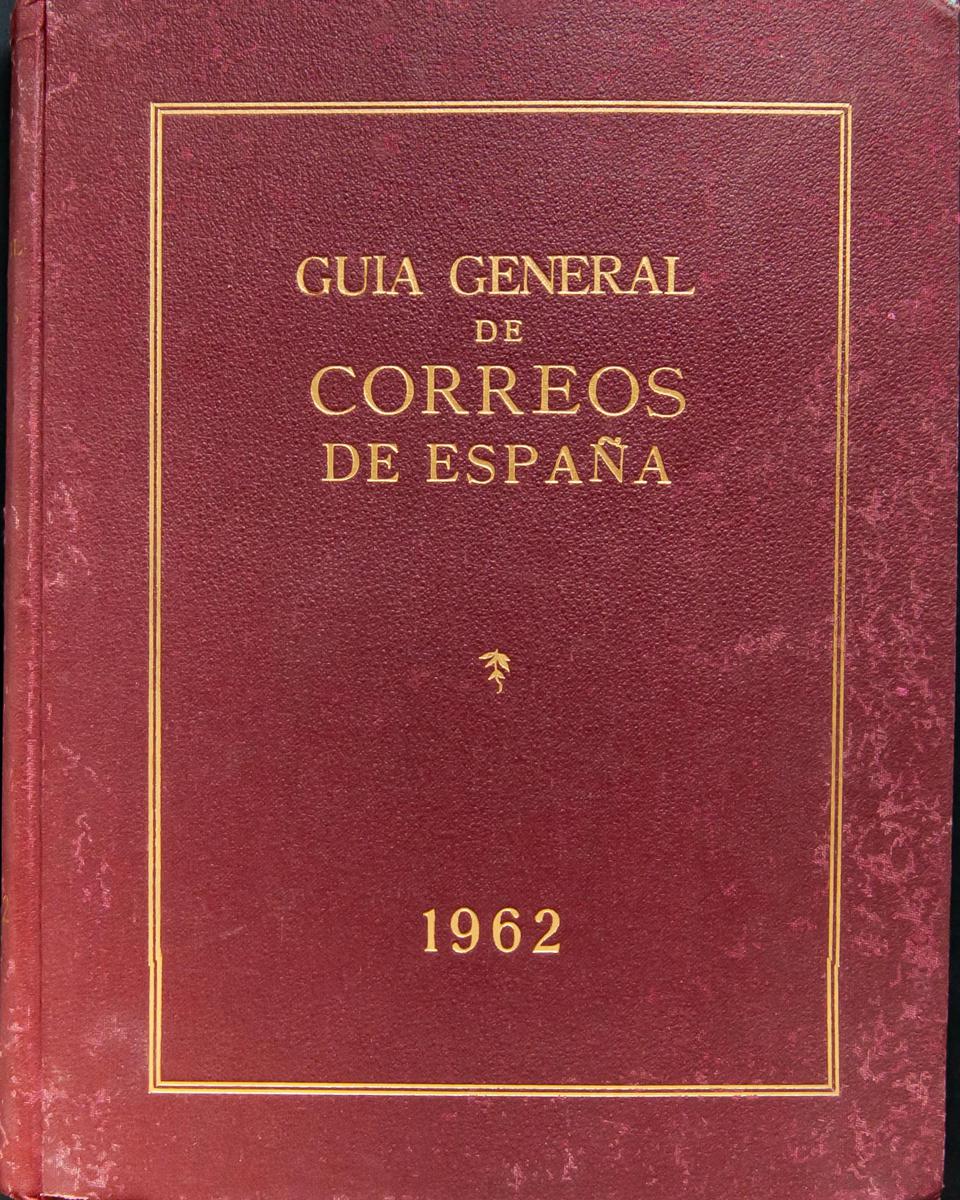 GUIA GENERAL
DE
CORREOS
DE ESPAÑA
1962